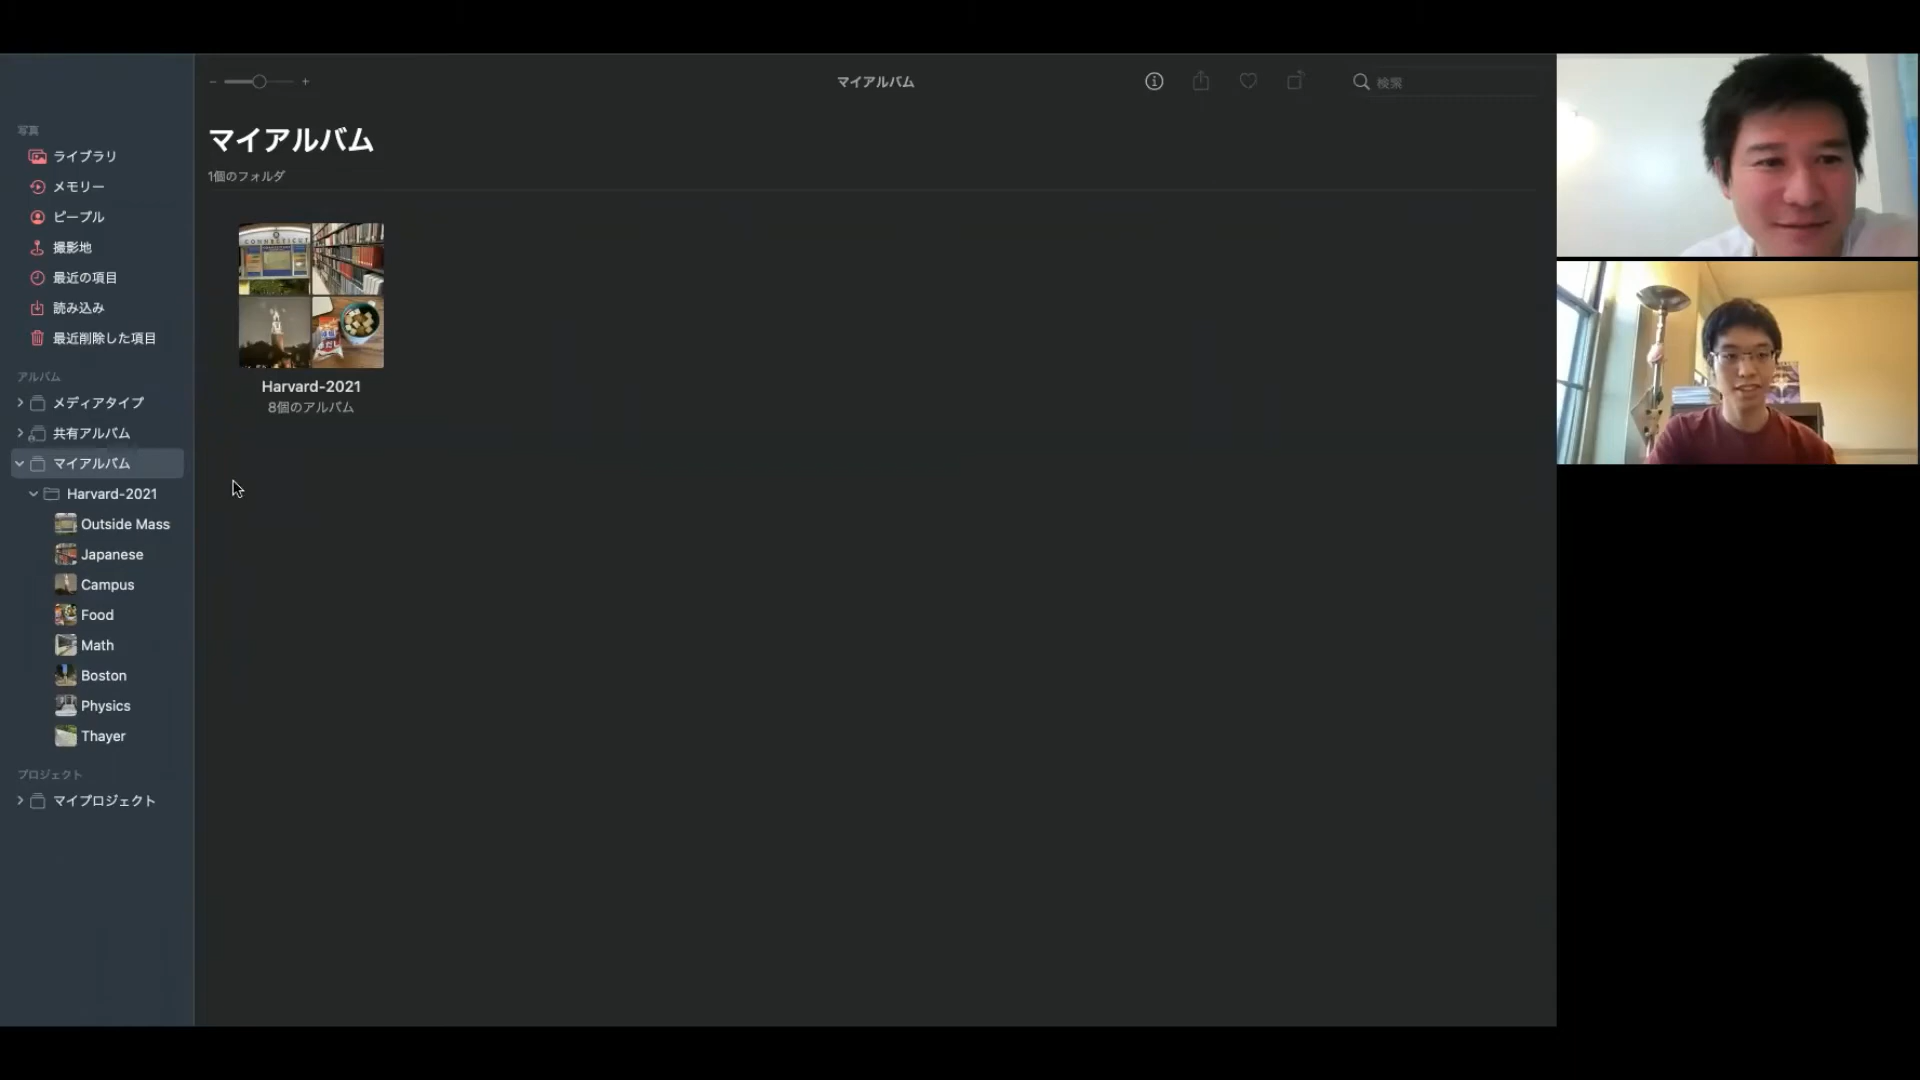 マイアルバム
検索
写真
ライブラリ
メモリー
ピープル
撮影地
最近の項目
読み込み
最近削除した項目
アルバム
メディアタイプ
共有アルバム
マイアルバム
Harvard-2021
Outside Mass
Japanese
Campus
Food
Math
Boston
Physics
Thayer
プロジェクト
マイプロジェクト
マイアルバム
1個のフォルダ
CONNECTICUT
Harvard-2021
8個のアルバム